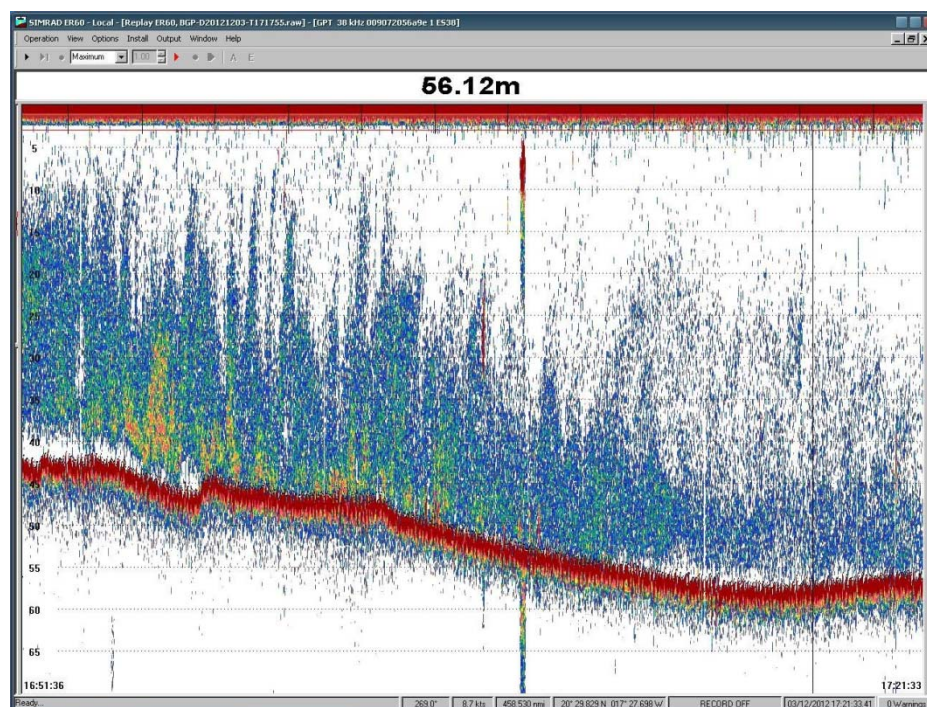 SIMRAD ER60 - Local - [Replay ER60, BGP-D20121203-T171755.raw] - [GPT 38 kHz 009072056a9e 1 ES38]
Operation View Options Install Output Window Help
Maximum 1.00 A E
56.12m
5
10
15
20
25
30
35
40
45
50
55
60
65
16:51:36 17:21:33
Ready... 269.0° 8.7 kts 458.530 nmi 20° 29.829 N 017° 27.698 W RECORD OFF 03/12/2012 17:21:33.41 0 Warnings